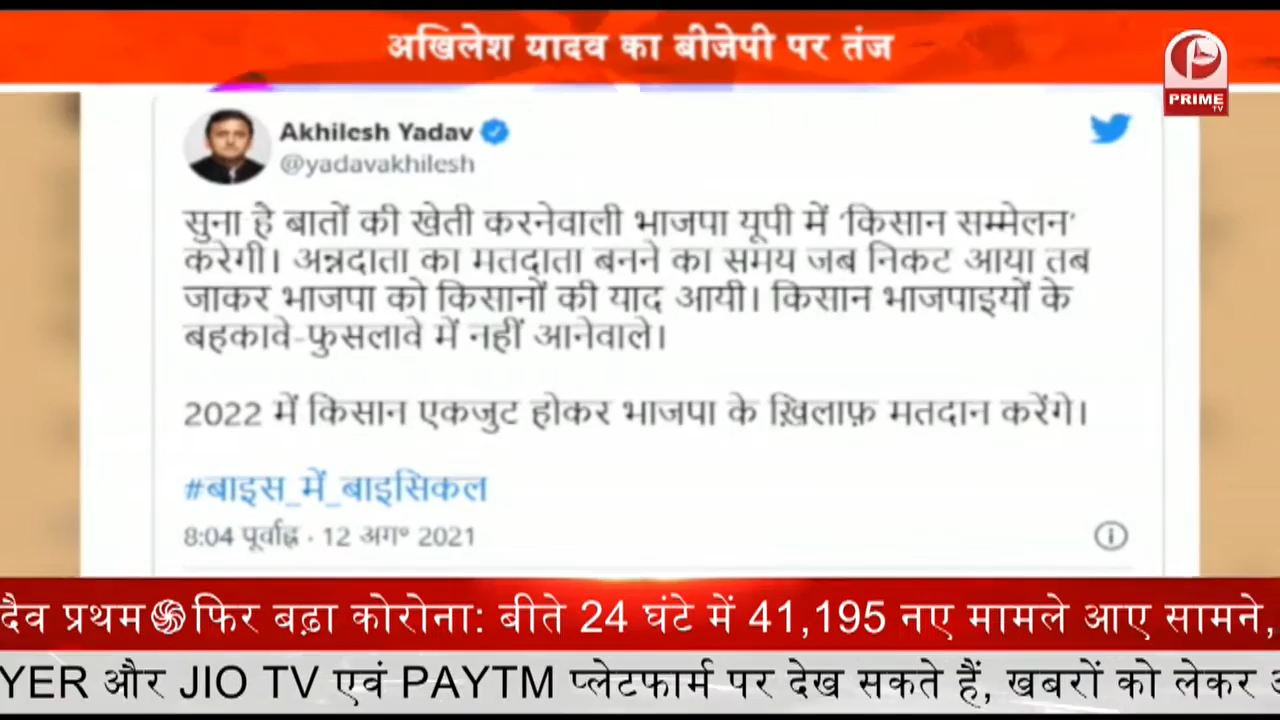 अखिलेश यादव का बीजेपी पर तंज
PRIME
TV
Akhilesh Yadav
@yadavakhilesh
सुना है बातों की खेती करनेवाली भाजपा यूपी में ‘किसान सम्मेलन’
करेगी। अन्नदाता का मतदाता बनने का समय जब निकट आया तब
जाकर भाजपा को किसानों की याद आयी। किसान भाजपाइयों के
बहकावे-फुसलावे में नहीं आनेवाले।
2022 में किसान एकजुट होकर भाजपा के ख़िलाफ़ मतदान करेंगे।
#बाइस_में_बाइसिकल
8:04 पूर्वाह्न · 12 अग॰ 2021
दैव प्रथम फिर बढ़ा कोरोना: बीते 24 घंटे में 41,195 नए मामले आए सामने,
YER और JIO TV एवं PAYTM प्लेटफार्म पर देख सकते हैं, खबरों को लेकर